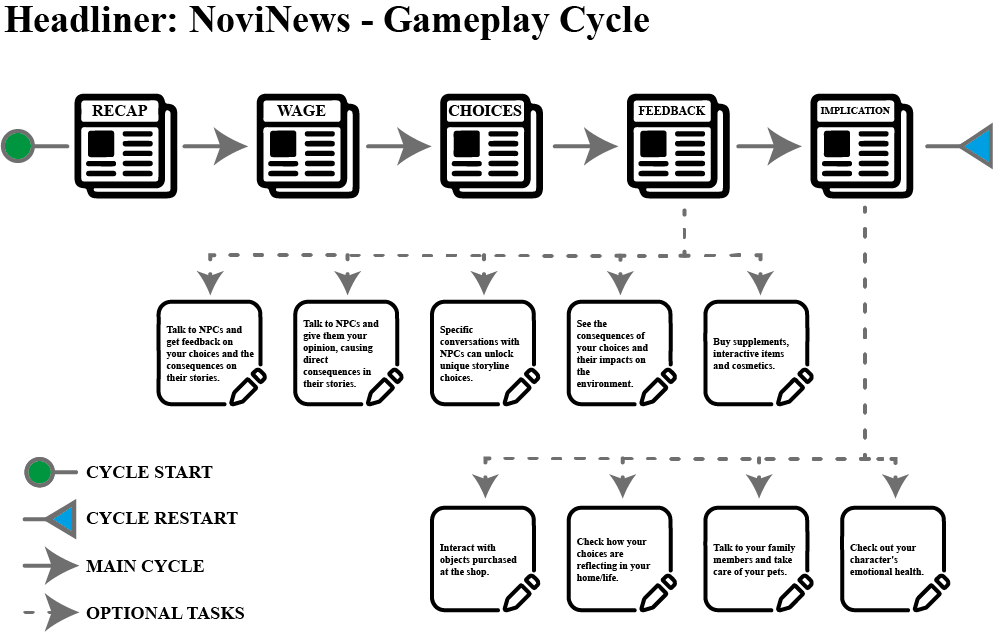 Headliner: NoviNews - Gameplay Cycle
RECAP
WAGE
CHOICES
FEEDBACK
IMPLICATION
Talk to NPCs and
get feedback on
your choices and the
consequences on
their stories.
Talk to NPCs and
give them your
opinion, causing
direct
consequences in
their stories.
Specific
conversations with
NPCs can unlock
unique storyline
choices.
See the
consequences of
your choices and
their impacts on
the
environment.
Buy supplements,
interactive items
and cosmetics.
Interact with
objects purchased
at the shop.
Check how your
choices are
reflecting in your
home/life.
Talk to your family
members and take
care of your pets.
Check out your
character's
emotional health.
CYCLE START
CYCLE RESTART
MAIN CYCLE
OPTIONAL TASKS